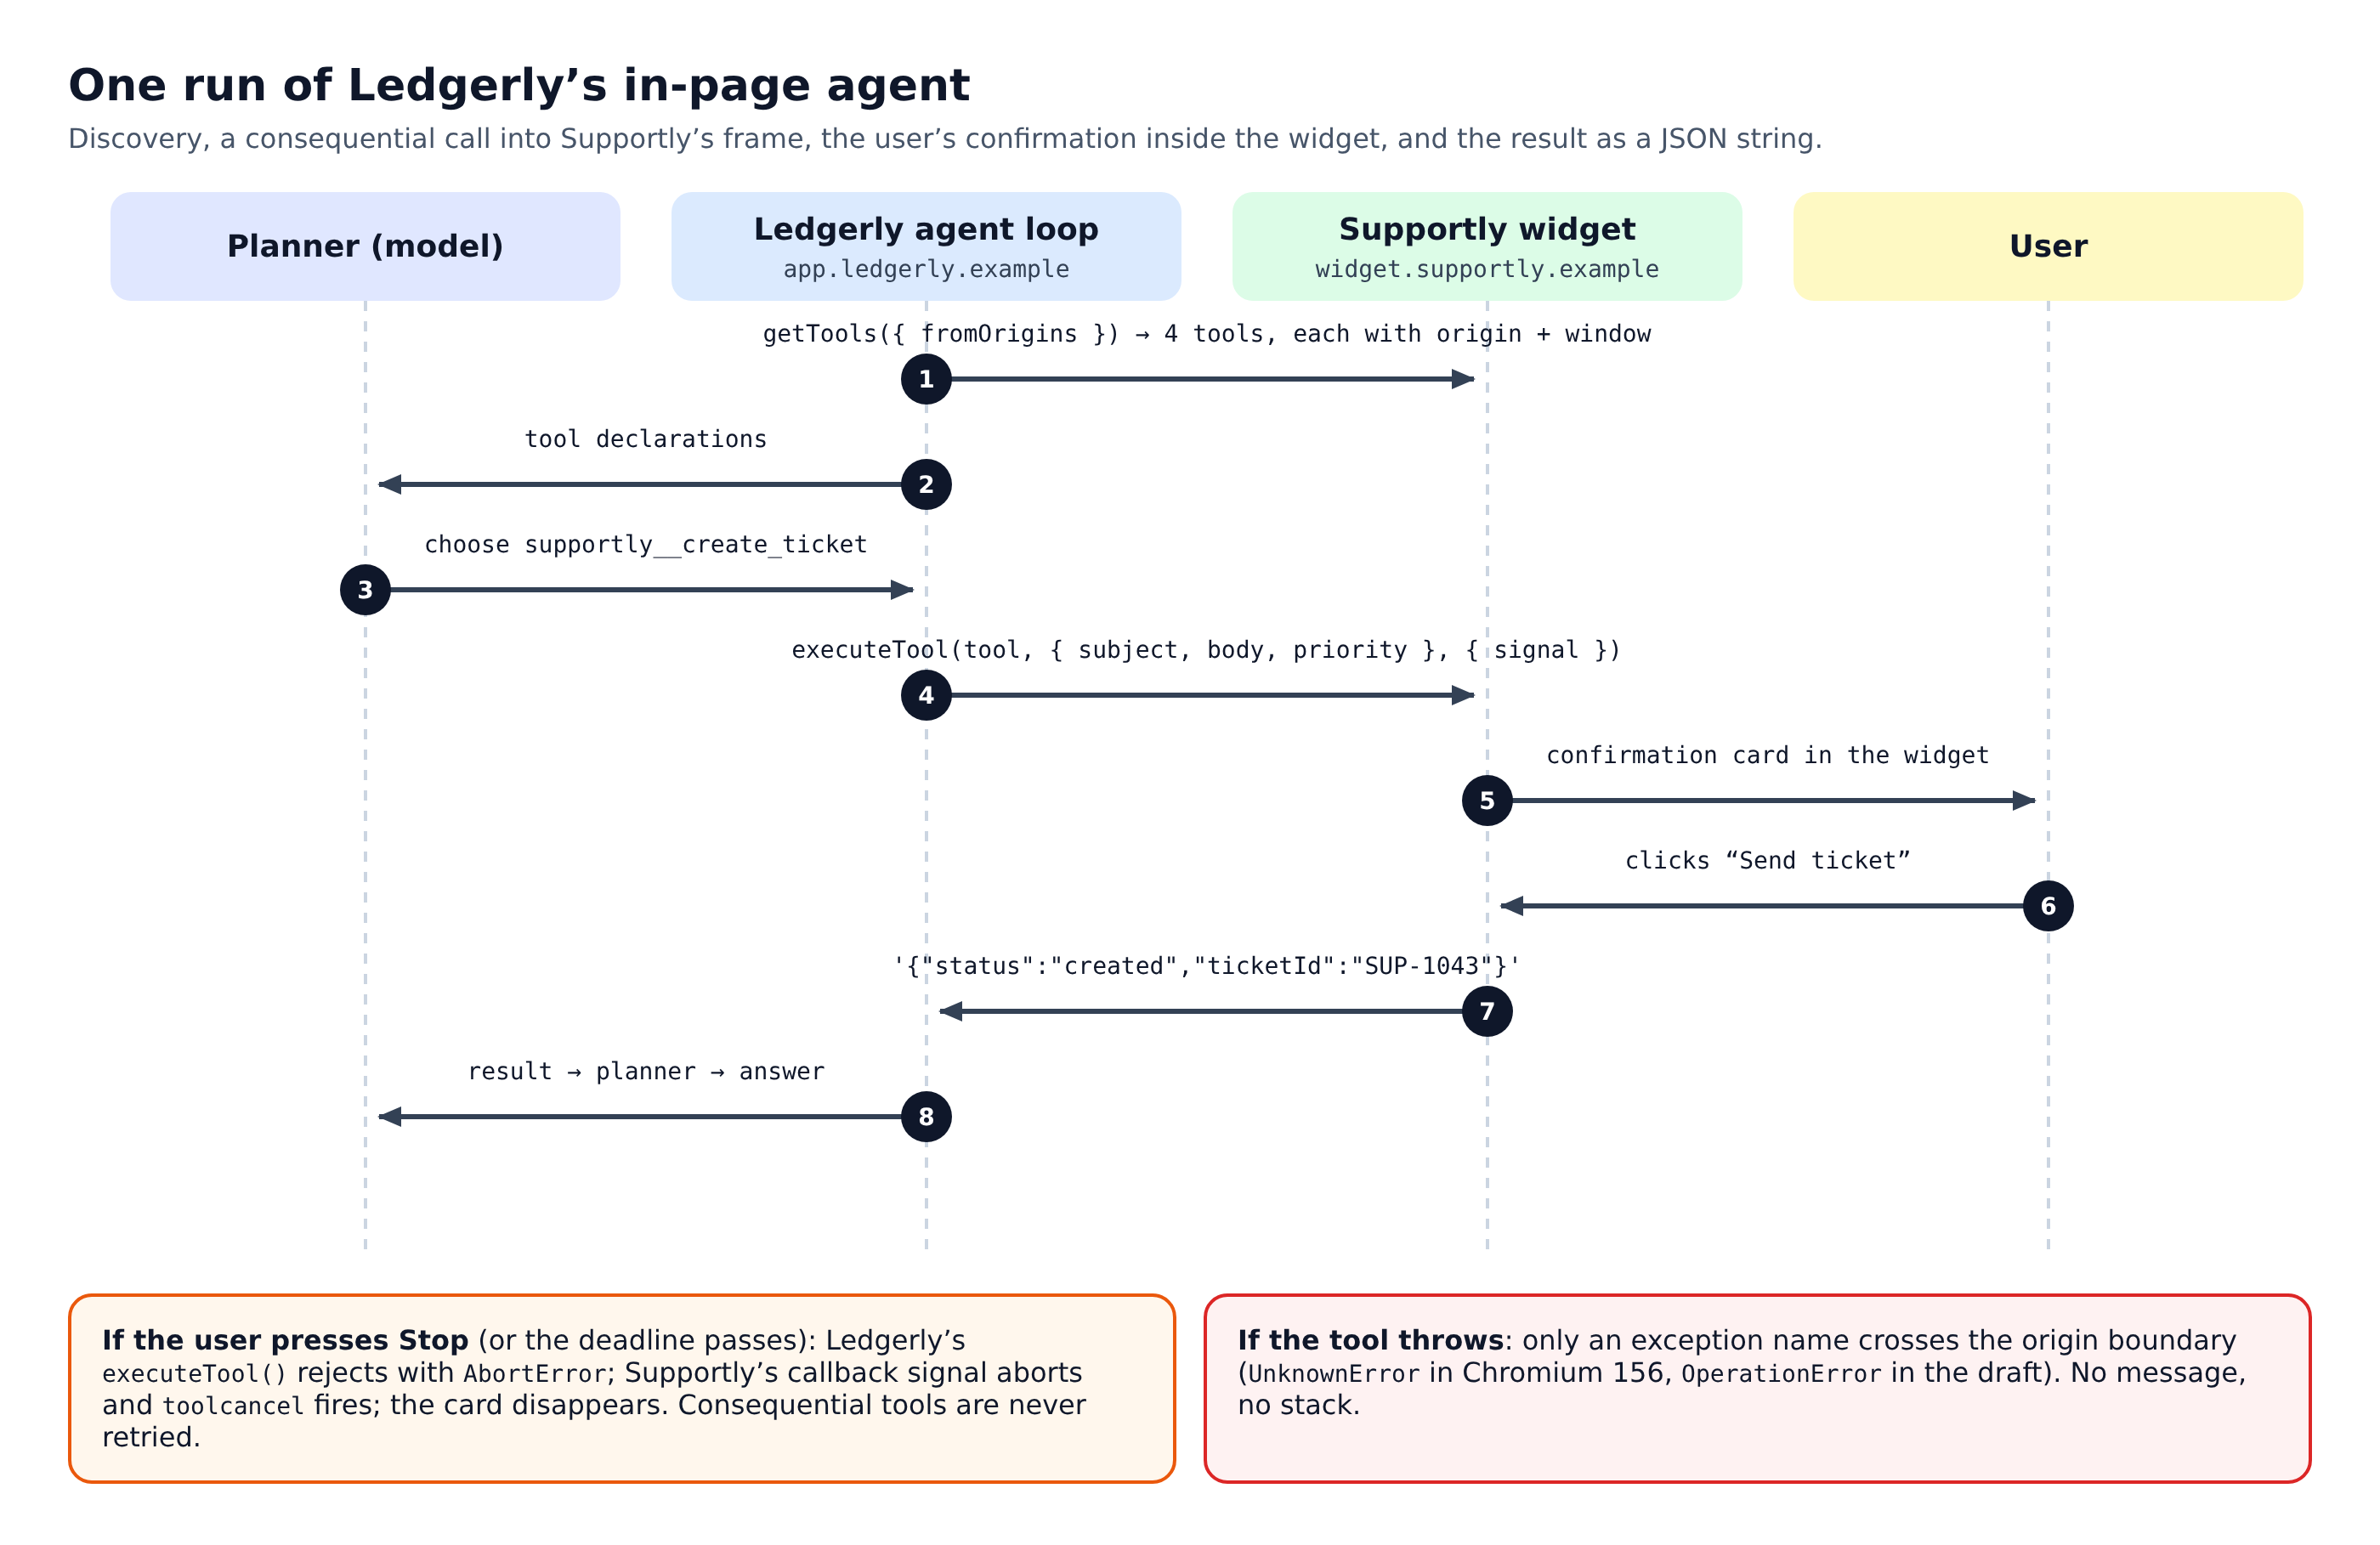 One run of Ledgerly’s in-page agent
Discovery, a consequential call into Supportly’s frame, the user’s confirmation inside the widget, and the result as a JSON string.
Planner (model)
Ledgerly agent loop
app.ledgerly.example
Supportly widget
widget.supportly.example
User
getTools({ fromOrigins }) → 4 tools, each with origin + window
1
tool declarations
2
choose supportly__create_ticket
3
executeTool(tool, { subject, body, priority }, { signal })
4
confirmation card in the widget
5
clicks “Send ticket”
6
'{"status":"created","ticketId":"SUP-1043"}'
7
result → planner → answer
8
If the user presses Stop (or the deadline passes): Ledgerly’s
executeTool() rejects with AbortError; Supportly’s callback signal aborts
and toolcancel fires; the card disappears. Consequential tools are never
retried.
If the tool throws: only an exception name crosses the origin boundary
(UnknownError in Chromium 156, OperationError in the draft). No message,
no stack.